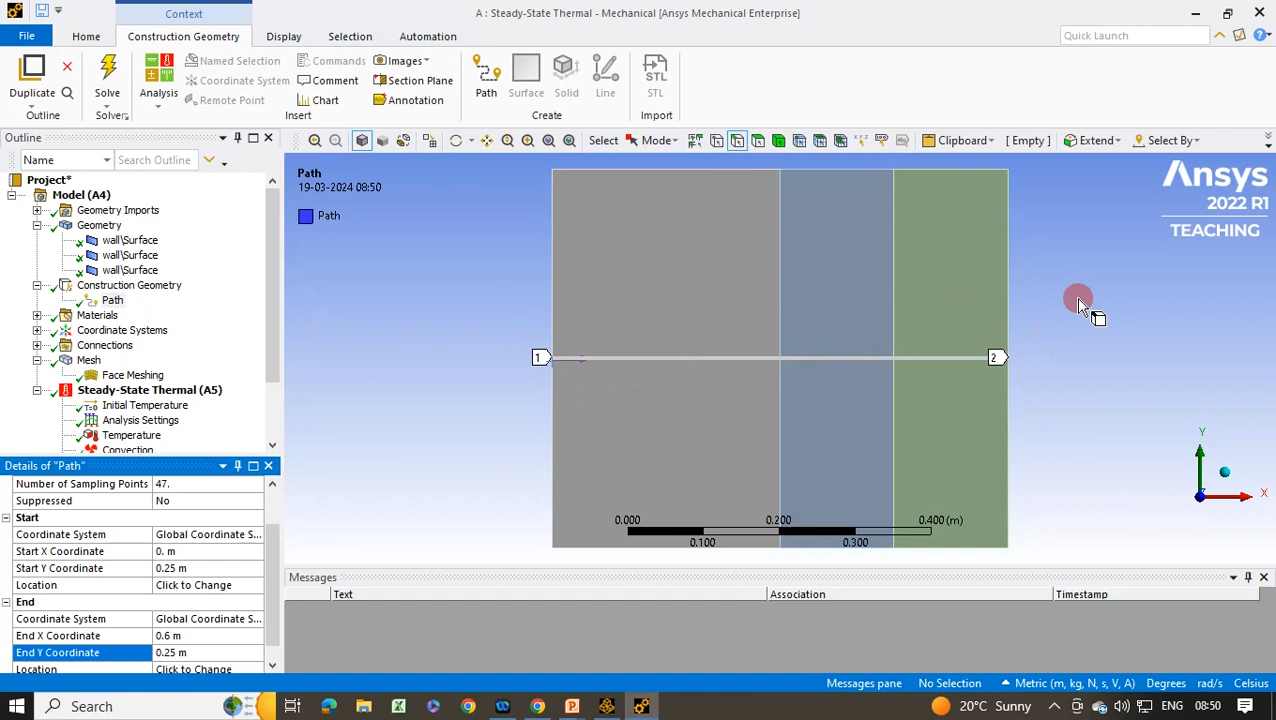 Context
A : Steady-State Thermal - Mechanical [Ansys Mechanical Enterprise]
File
Home
Construction Geometry
Display
Selection
Automation
Quick Launch
Duplicate
Outline
Solve
Solver
Analysis
Named Selection
Coordinate System
Remote Point
Commands
Comment
Chart
Images
Section Plane
Annotation
Insert
Path
Surface
Solid
Line
Create
STL
STL
Import
Outline
Select
Mode
Clipboard
[ Empty ]
Extend
Select By
Name
Search Outline
Project*
Model (A4)
Geometry Imports
Geometry
wall\Surface
wall\Surface
wall\Surface
Construction Geometry
Path
Materials
Coordinate Systems
Connections
Mesh
Face Meshing
Steady-State Thermal (A5)
Initial Temperature
Analysis Settings
Temperature
Convection
Details of "Path"
Number of Sampling Points 47.
Suppressed No
Start
Coordinate System Global Coordinate S...
Start X Coordinate 0. m
Start Y Coordinate 0.25 m
Location Click to Change
End
Coordinate System Global Coordinate S...
End X Coordinate 0.6 m
End Y Coordinate 0.25 m
Location Click to Change
Path
19-03-2024 08:50
Path
Ansys
2022 R1
TEACHING
1
2
0.000 0.200 0.400 (m)
0.100 0.300
Y
X
Messages
Text Association Timestamp
Messages pane No Selection Metric (m, kg, N, s, V, A) Degrees rad/s Celsius
Search
20°C Sunny
ENG
08:50